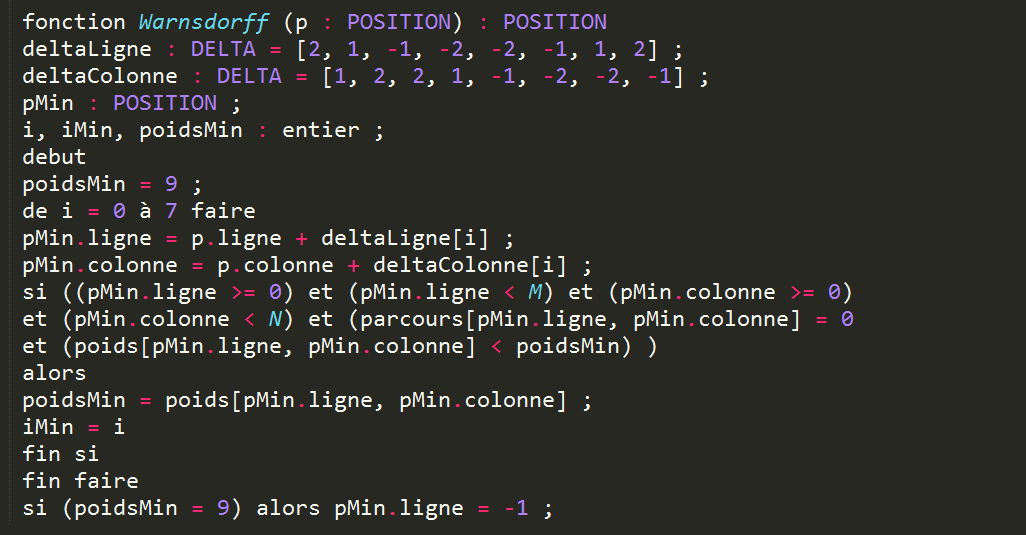 fonction Warnsdorff (p : POSITION) : POSITION
deltaLigne : DELTA = [2, 1, -1, -2, -2, -1, 1, 2] ;
deltaColonne : DELTA = [1, 2, 2, 1, -1, -2, -2, -1] ;
pMin : POSITION ;
i, iMin, poidsMin : entier ;
debut
poidsMin = 9 ;
de i = 0 à 7 faire
pMin.ligne = p.ligne + deltaLigne[i] ;
pMin.colonne = p.colonne + deltaColonne[i] ;
si ((pMin.ligne >= 0) et (pMin.ligne < M) et (pMin.colonne >= 0)
et (pMin.colonne < N) et (parcours[pMin.ligne, pMin.colonne] = 0
et (poids[pMin.ligne, pMin.colonne] < poidsMin) )
alors
poidsMin = poids[pMin.ligne, pMin.colonne] ;
iMin = i
fin si
fin faire
si (poidsMin = 9) alors pMin.ligne = -1 ;